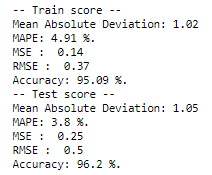 -- Train score --
Mean Absolute Deviation: 1.02
MAPE: 4.91 %.
MSE : 0.14
RMSE : 0.37
Accuracy: 95.09 %.
-- Test score --
Mean Absolute Deviation: 1.05
MAPE: 3.8 %.
MSE : 0.25
RMSE : 0.5
Accuracy: 96.2 %.